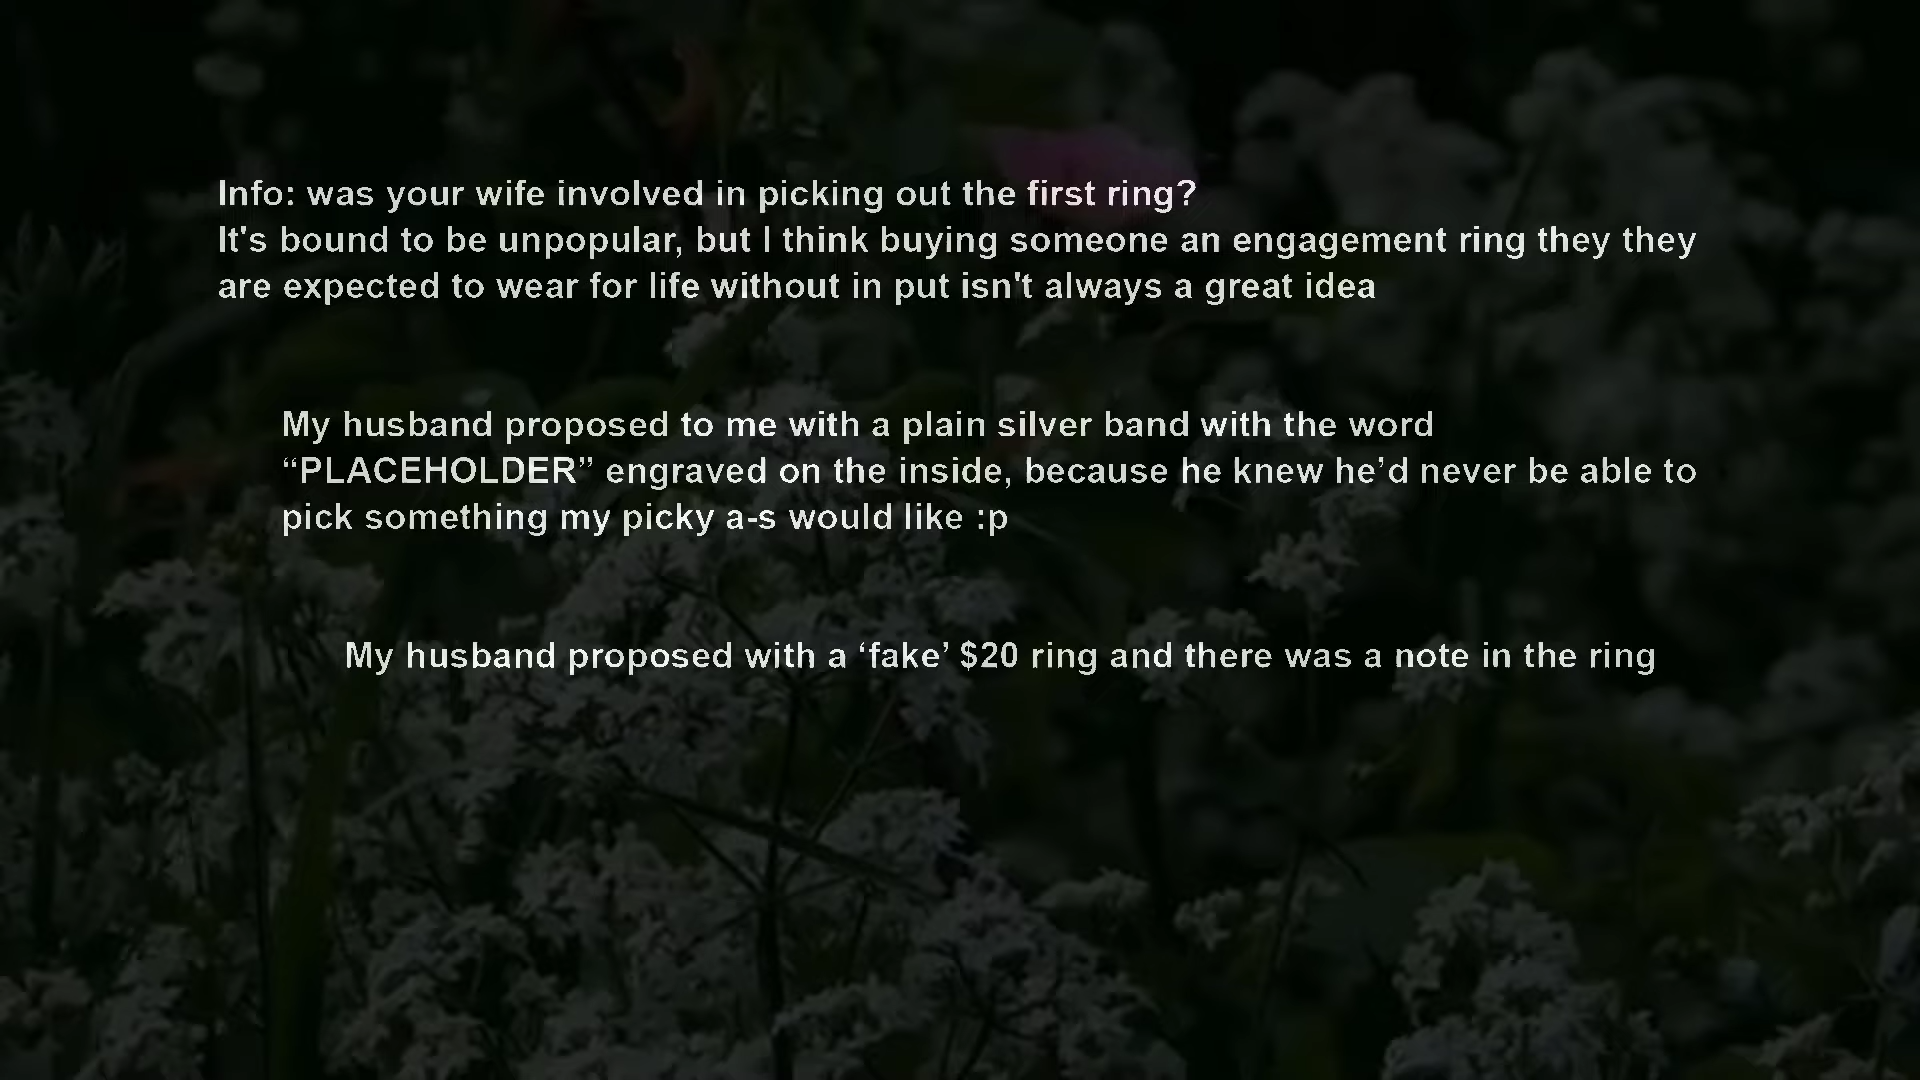 Info: was your wife involved in picking out the first ring?
It's bound to be unpopular, but I think buying someone an engagement ring they they
are expected to wear for life without in put isn't always a great idea
My husband proposed to me with a plain silver band with the word
“PLACEHOLDER” engraved on the inside, because he knew he’d never be able to
pick something my picky a-s would like :p
My husband proposed with a ‘fake’ $20 ring and there was a note in the ring